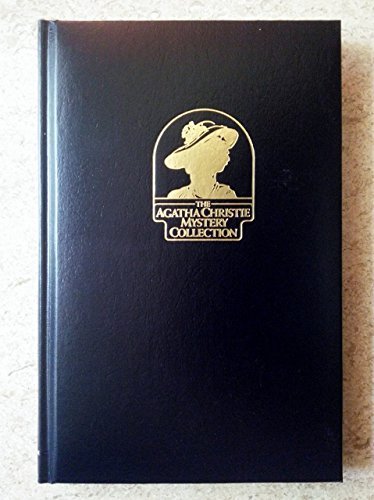 THE
AGATHA CHRISTIE
MYSTERY
COLLECTION